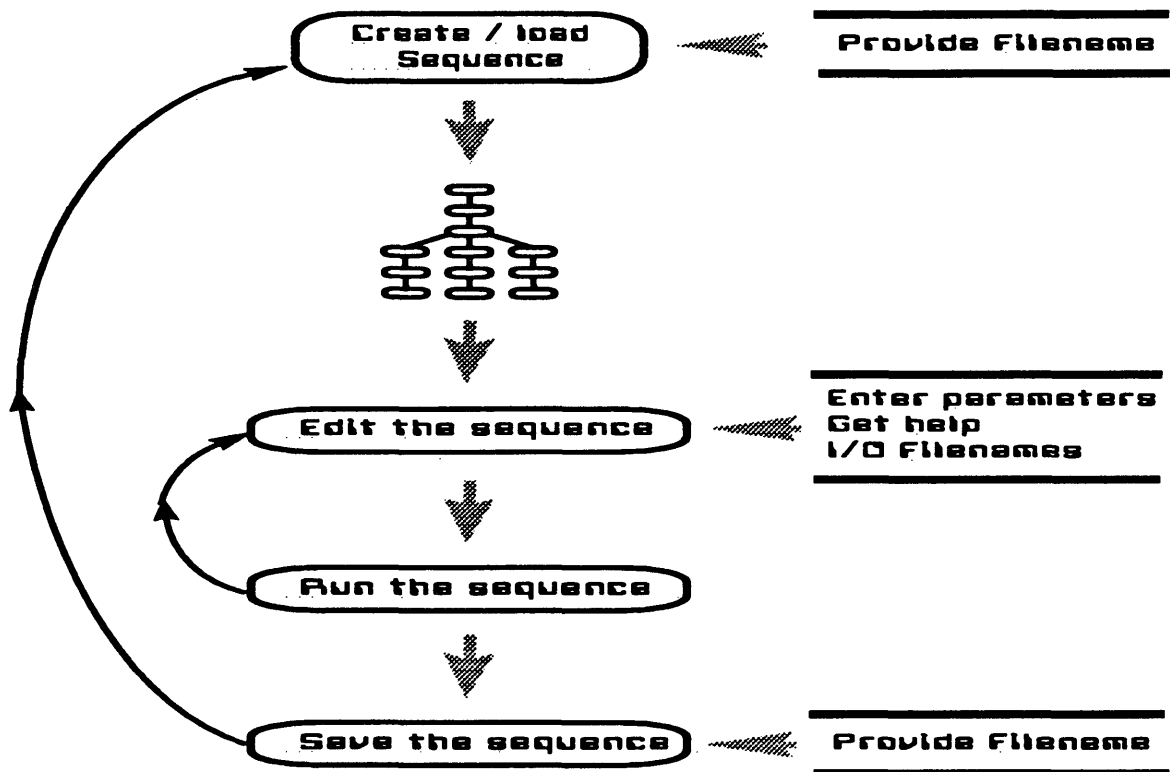 Create / load
Sequence
Provide Filename
Edit the sequence
Enter parameters
Get help
I/O Filenames
Run the sequence
Save the sequence
Provide Filename